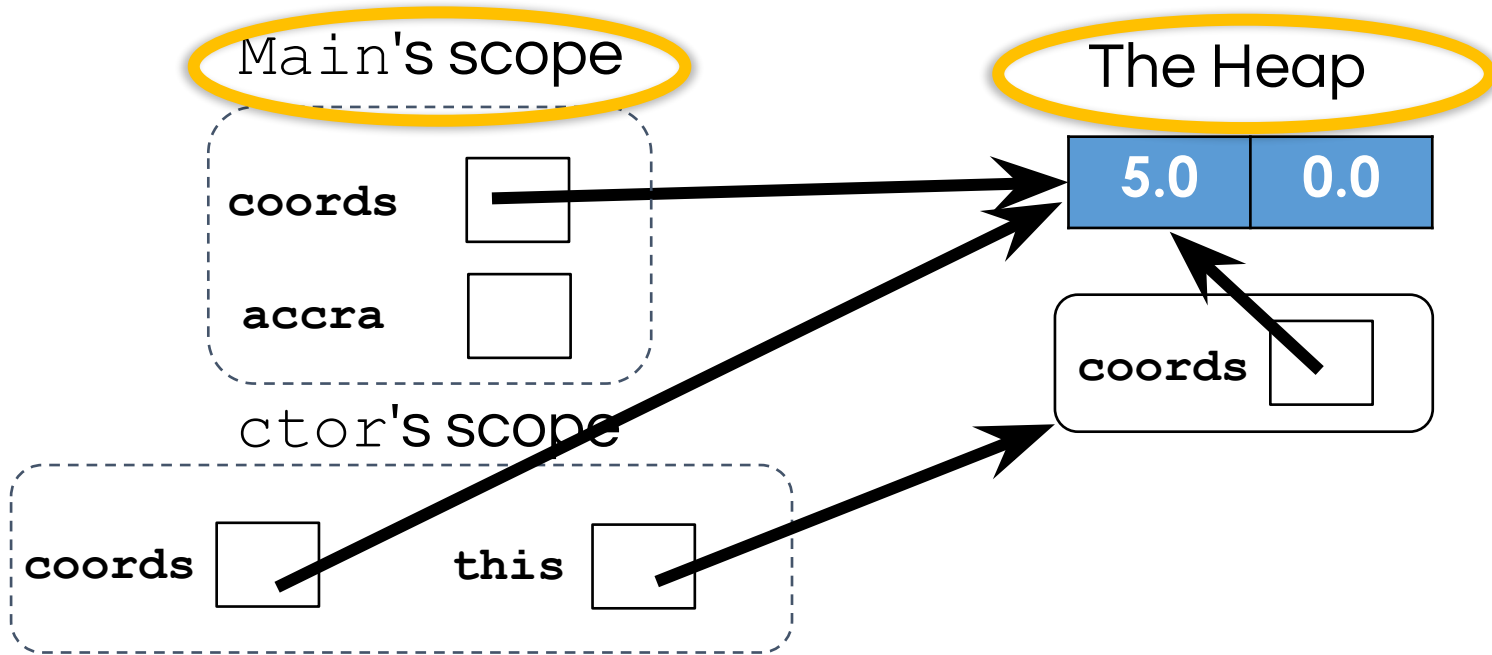 Main's scope
The Heap
coords
5.0 0.0
accra
coords
ctor's scope
coords this